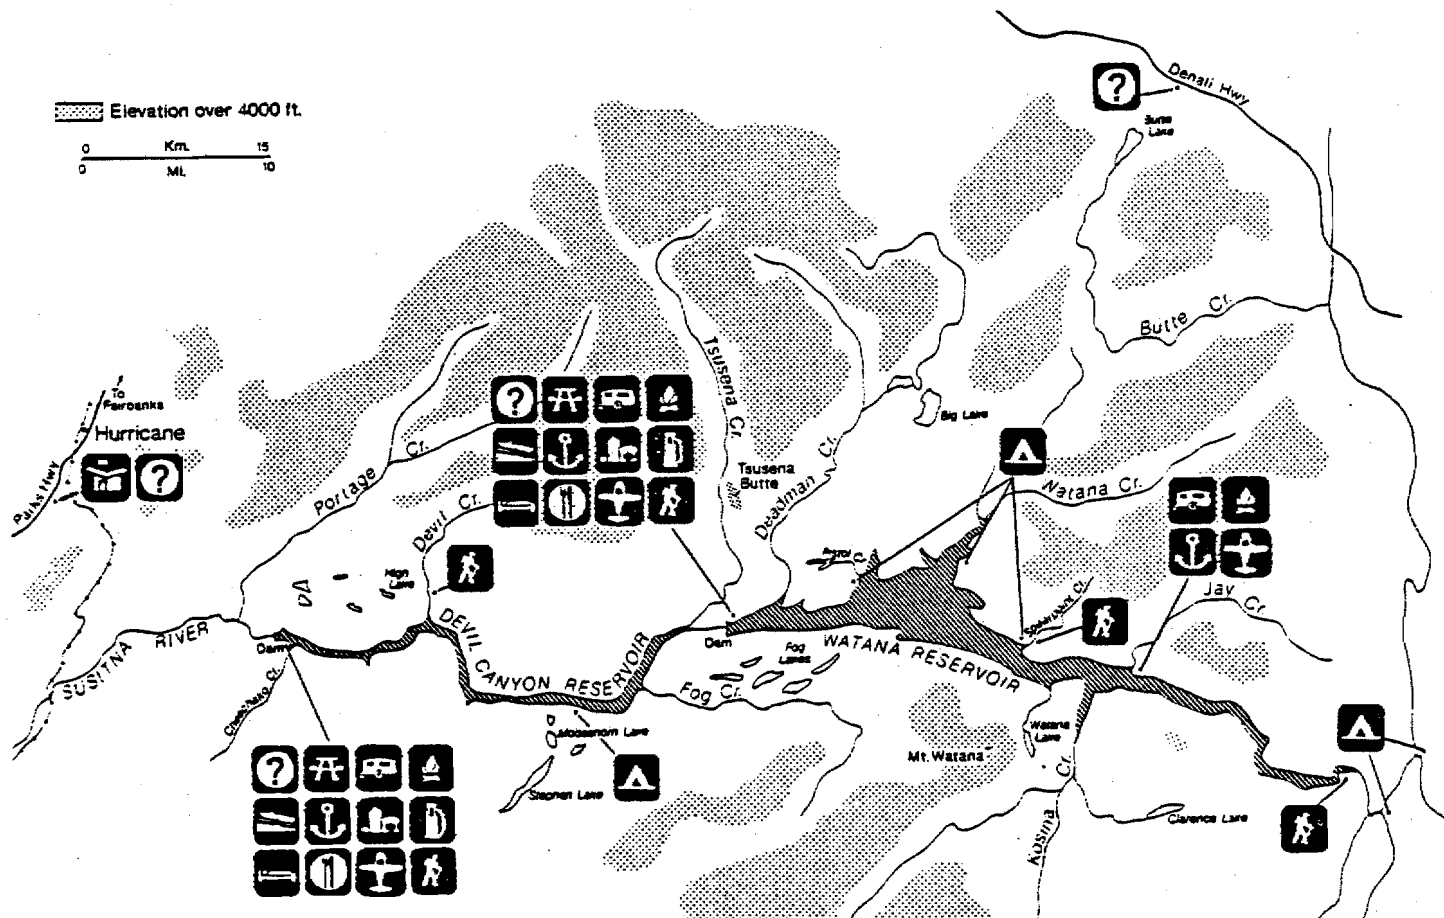 Denali Hwy
?
Butte
Lake
Elevation over 4000 ft.
0 Km. 15
0 Mi. 10
Butte Cr.
To
Fairbanks
Hurricane
Parks Hwy
?
?
Tsusena Cr.
Big Lake
Portage Cr.
Devil Cr.
Tsusena
Butte
Deadman Cr.
Watana Cr.
High
Lake
Jay Cr.
SUSITNA RIVER
Dam
DEVIL CANYON RESERVOIR
Dam
WATANA RESERVOIR
Fog
Lakes
Fog Cr.
Moosehorn Lake
Stephan Lake
Watana
Lake
Mt. Watana
Kosina Cr.
Clarence Lake
?